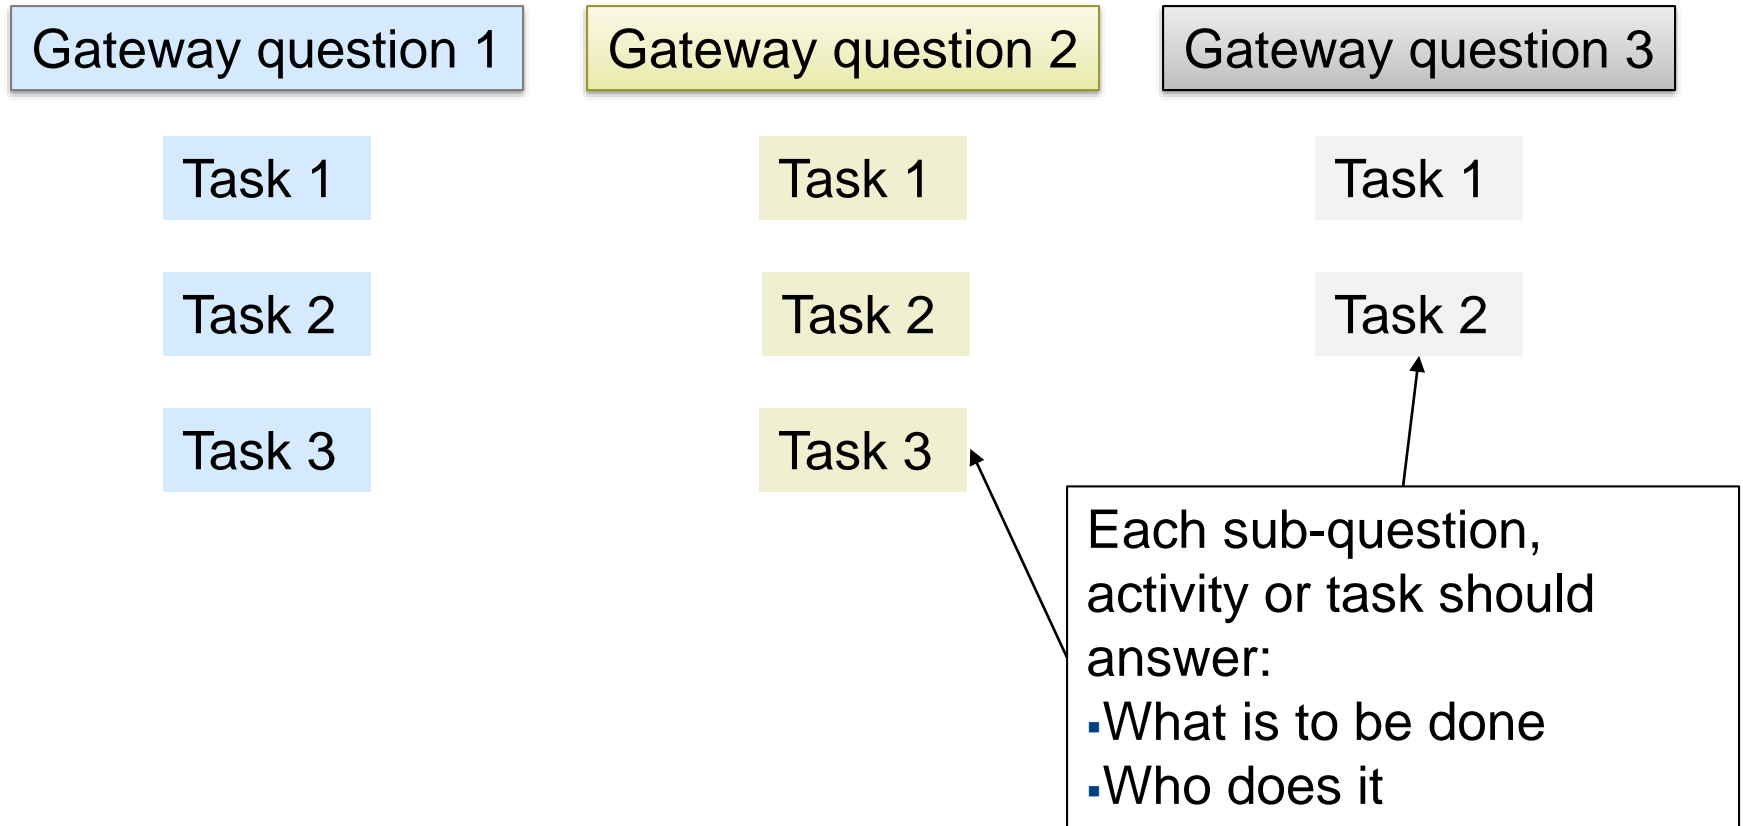 Gateway question 1
Gateway question 2
Gateway question 3
Task 1
Task 1
Task 1
Task 2
Task 2
Task 2
Task 3
Task 3
Each sub-question,
activity or task should
answer:
▪What is to be done
▪Who does it